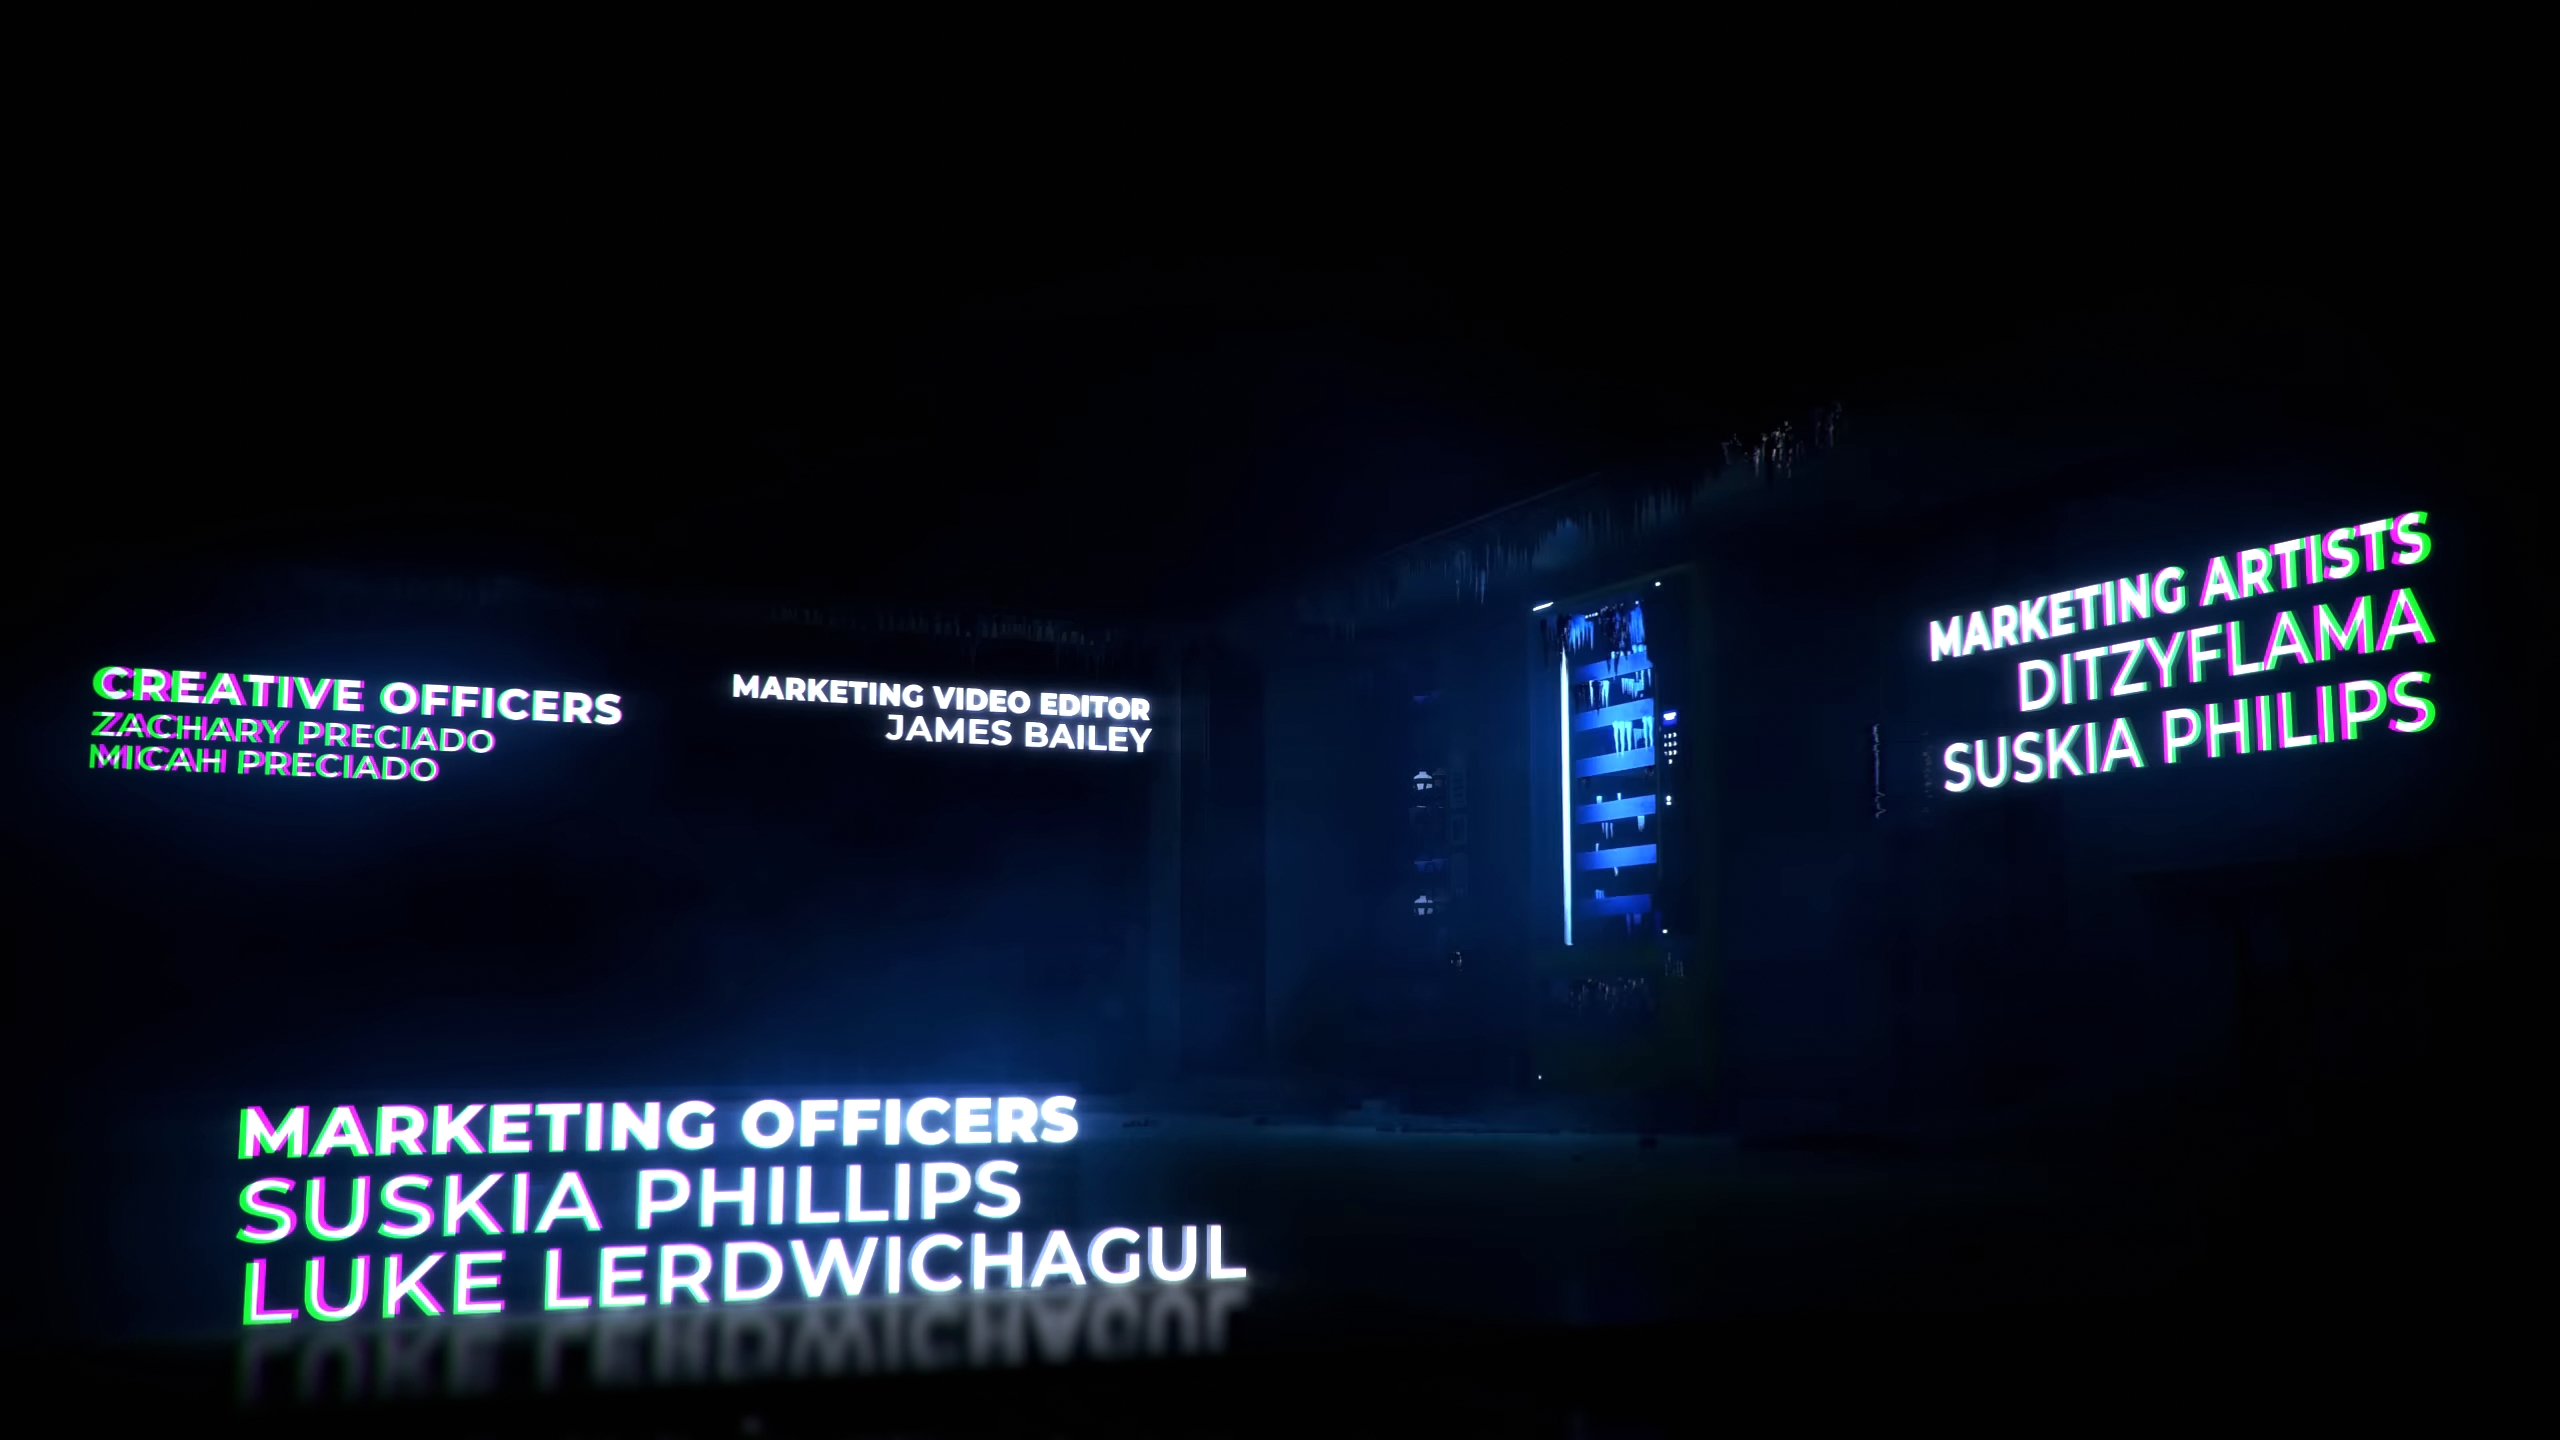 CREATIVE OFFICERS
ZACHARY PRECIADO
MICAH PRECIADO
MARKETING VIDEO EDITOR
JAMES BAILEY
MARKETING ARTISTS
DITZYFLAMA
SUSKIA PHILIPS
MARKETING OFFICERS
SUSKIA PHILLIPS
LUKE LERDWICHAGUL